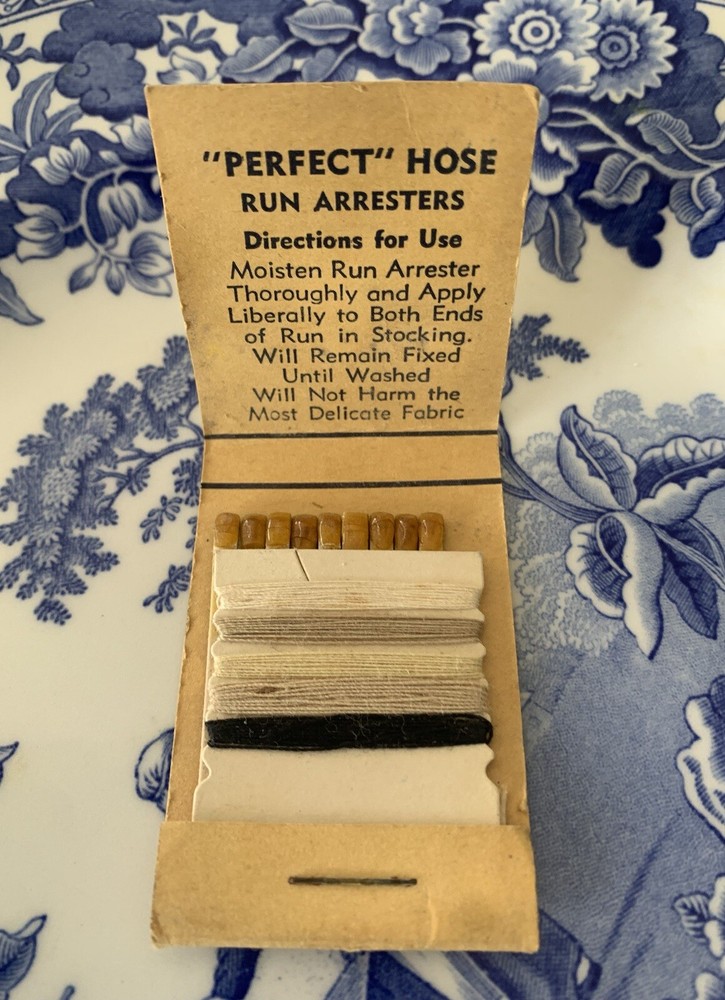 "PERFECT" HOSE
RUN ARRESTERS
Directions for Use
Moisten Run Arrester
Thoroughly and Apply
Liberally to Both Ends
of Run in Stocking.
Will Remain Fixed
Until Washed
Will Not Harm the
Most Delicate Fabric